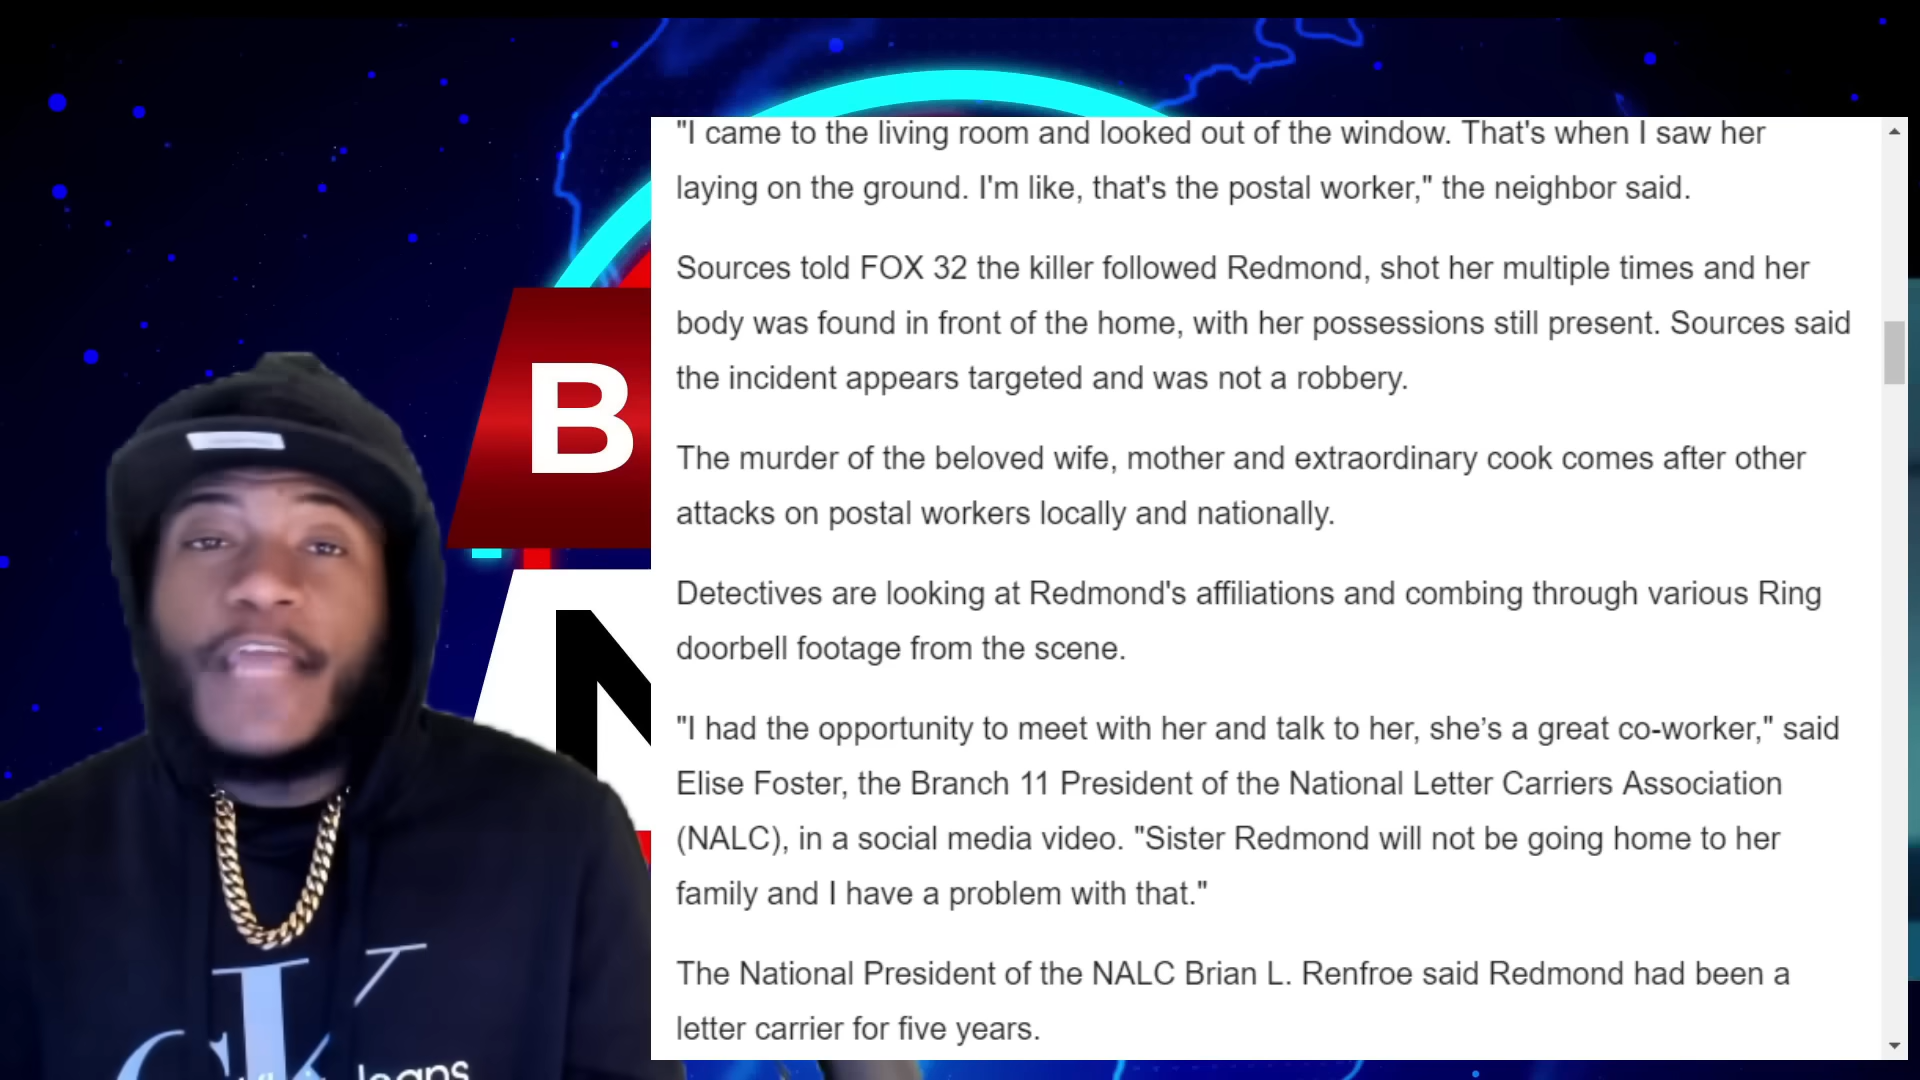 "I came to the living room and looked out of the window. That's when I saw her
laying on the ground. I'm like, that's the postal worker," the neighbor said.
Sources told FOX 32 the killer followed Redmond, shot her multiple times and her
body was found in front of the home, with her possessions still present. Sources said
the incident appears targeted and was not a robbery.
The murder of the beloved wife, mother and extraordinary cook comes after other
attacks on postal workers locally and nationally.
Detectives are looking at Redmond's affiliations and combing through various Ring
doorbell footage from the scene.
"I had the opportunity to meet with her and talk to her, she’s a great co-worker," said
Elise Foster, the Branch 11 President of the National Letter Carriers Association
(NALC), in a social media video. "Sister Redmond will not be going home to her
family and I have a problem with that."
The National President of the NALC Brian L. Renfroe said Redmond had been a
letter carrier for five years.
B
N
CK
Jeans